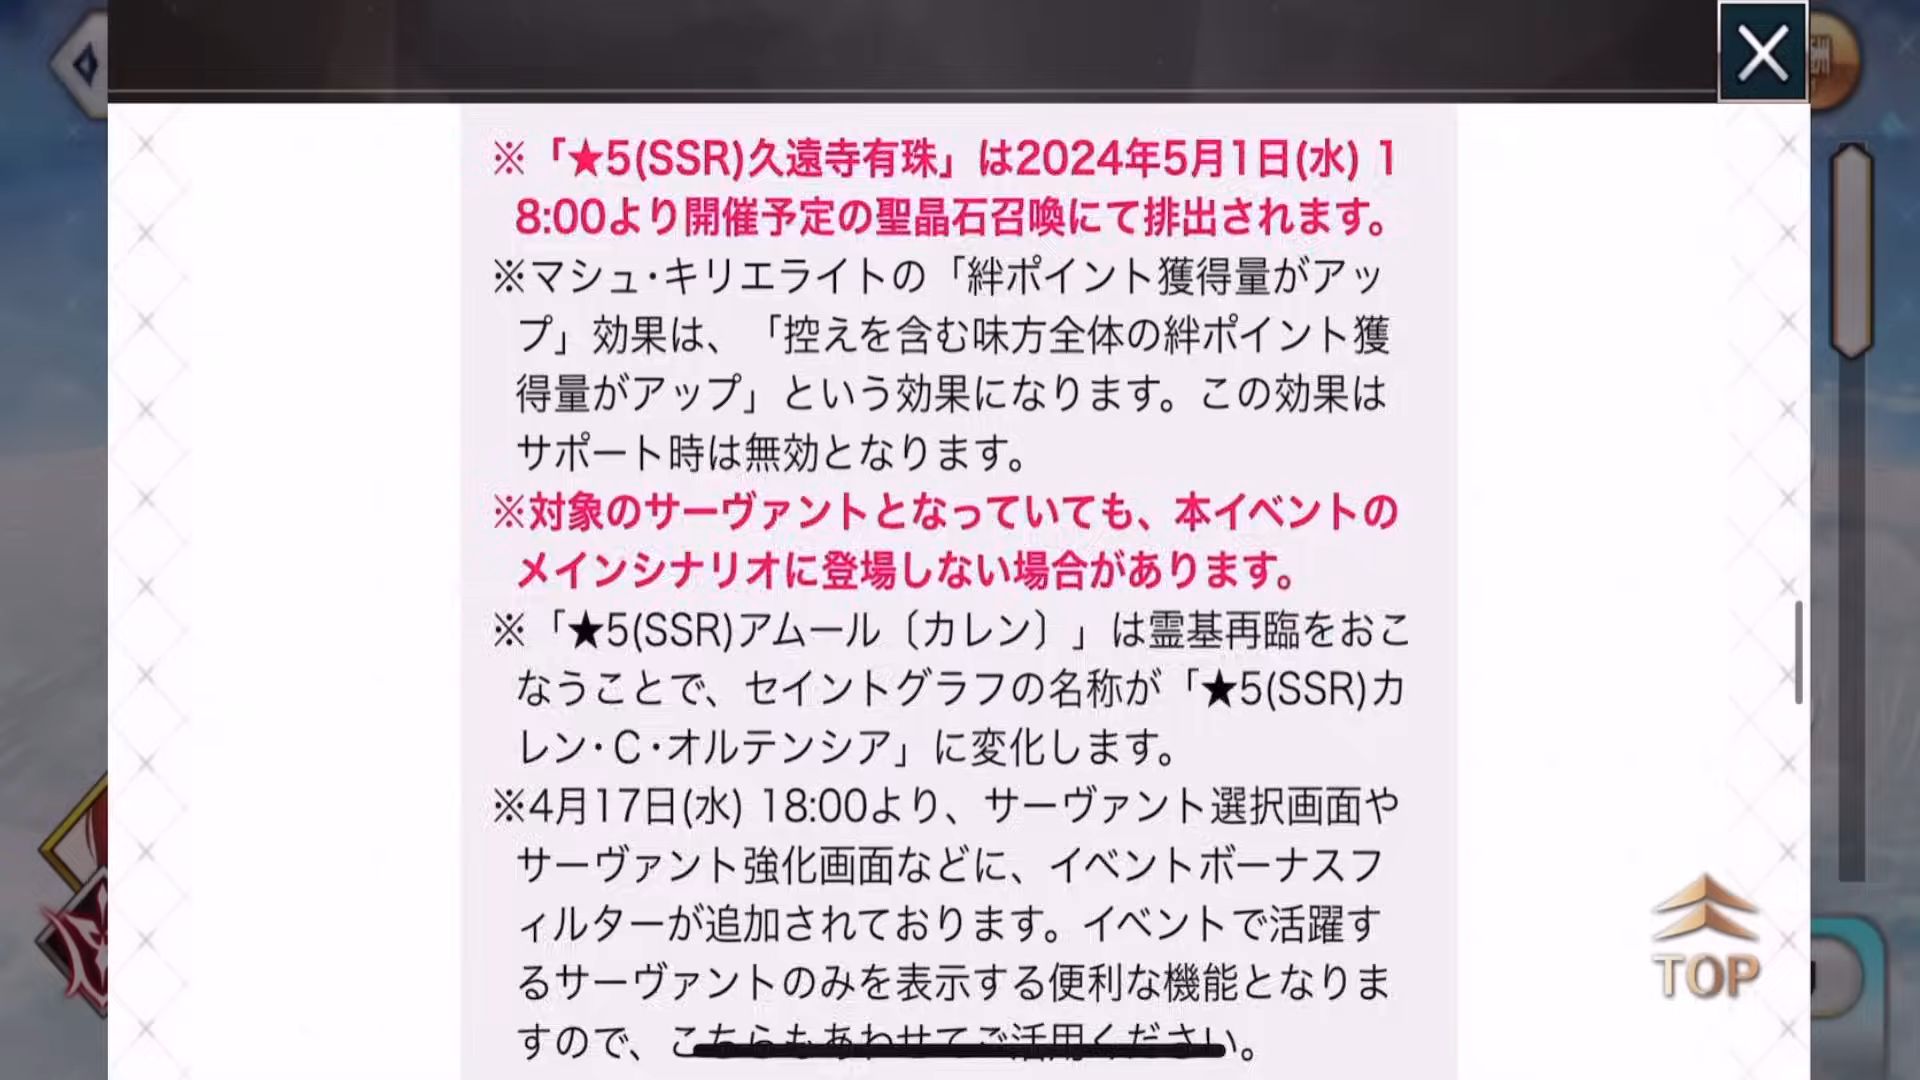 ※「★5(SSR)久遠寺有珠」は2024年5月1日(水) 1
8:00より開催予定の聖晶石召喚にて排出されます。
※マシュ・キリエライトの「絆ポイント獲得量がアッ
プ」効果は、「控えを含む味方全体の絆ポイント獲
得量がアップ」という効果になります。この効果は
サポート時は無効となります。
※対象のサーヴァントとなっていても、本イベントの
メインシナリオに登場しない場合があります。
※「★5(SSR)アムール〔カレン〕」は霊基再臨をおこ
なうことで、セイントグラフの名称が「★5(SSR)カ
レン・C・オルテンシア」に変化します。
※4月17日(水) 18:00より、サーヴァント選択画面や
サーヴァント強化画面などに、イベントボーナスフ
ィルターが追加されております。イベントで活躍す
るサーヴァントのみを表示する便利な機能となりま
すので、こちらもあわせてご活用ください。
TOP